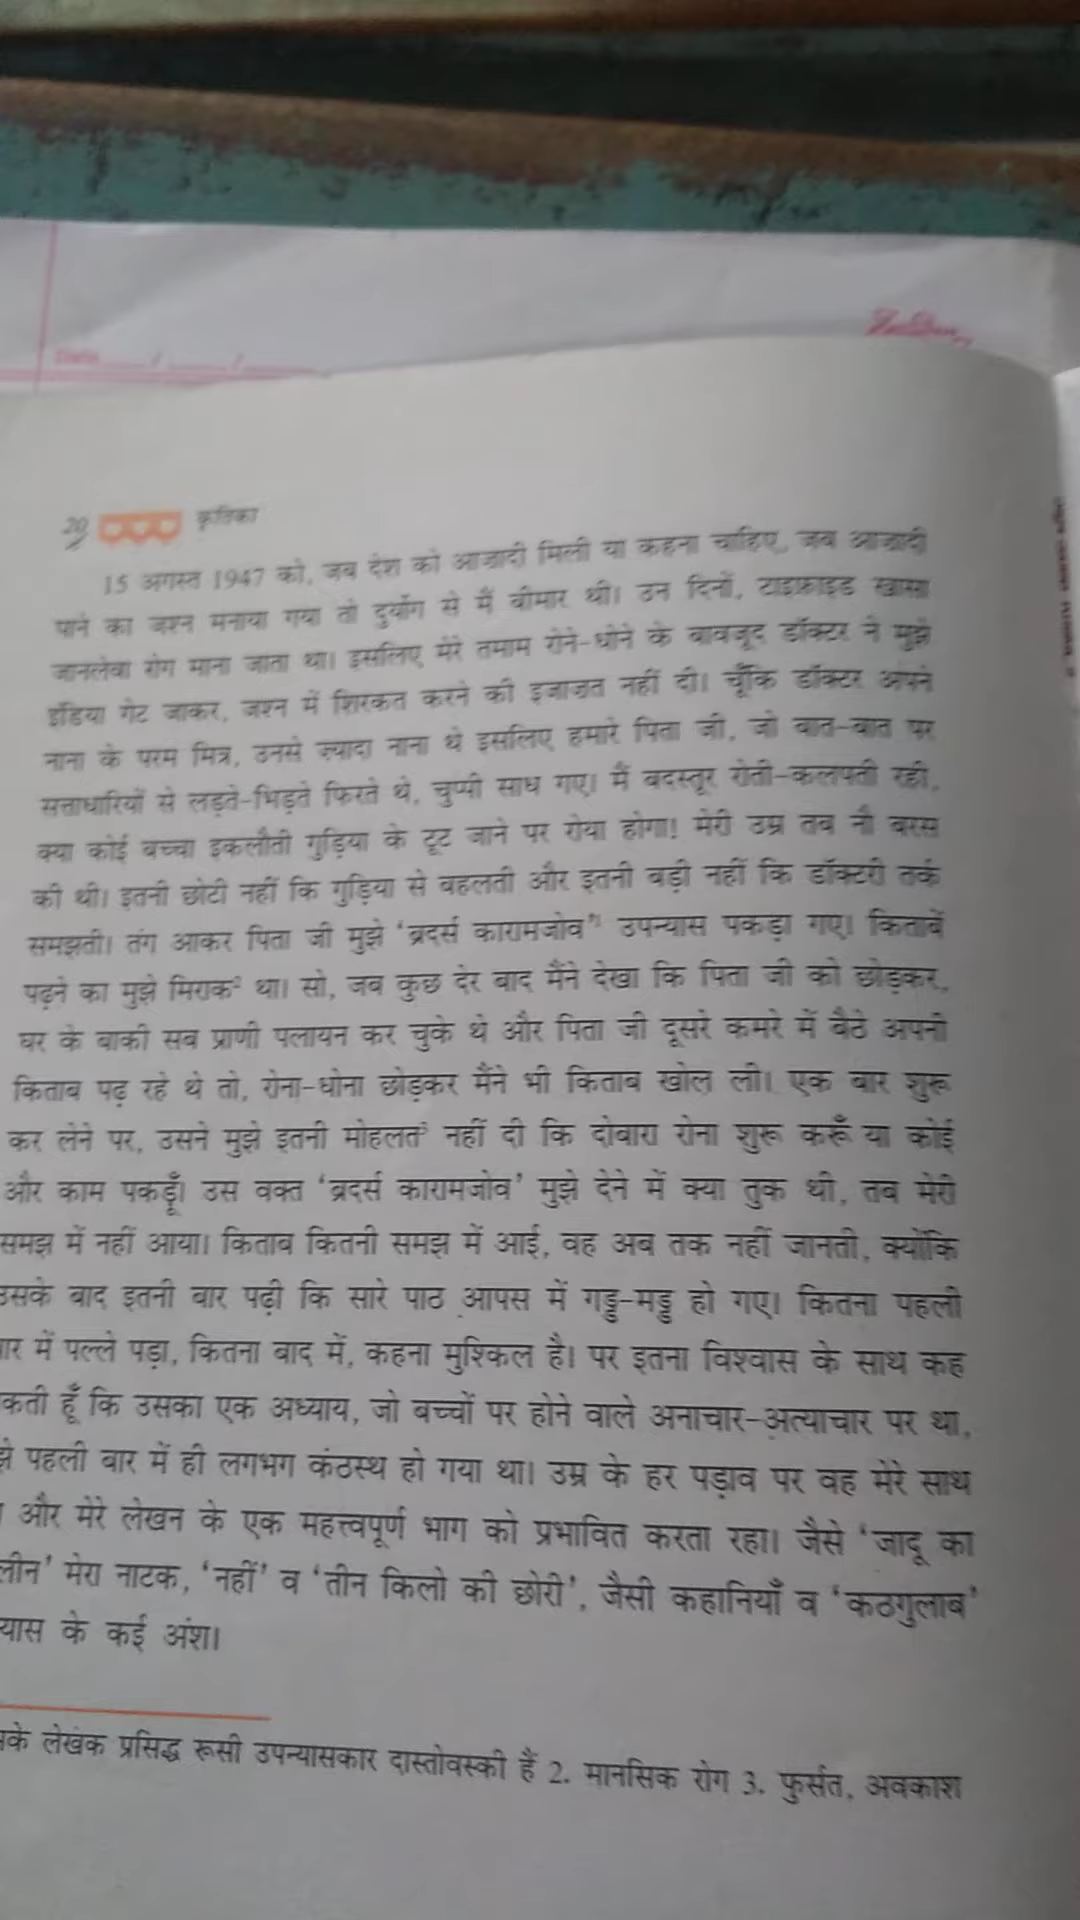 20 कृतिका
15 अगस्त 1947 को, जब देश को आज़ादी मिली या कहना चाहिए, जब आज़ादी
पाने का जश्न मनाया गया तो दुर्योग से मैं बीमार थी। उन दिनों, टाइफ़ाइड खासा
जानलेवा रोग माना जाता था। इसलिए मेरे तमाम रोने-धोने के बावजूद डॉक्टर ने मुझे
इंडिया गेट जाकर, जश्न में शिरकत करने की इजाज़त नहीं दी। चूँकि डॉक्टर अपने
नाना के परम मित्र, उनसे ज़्यादा नाना थे इसलिए हमारे पिता जी, जो बात-बात पर
सत्ताधारियों से लड़ते-भिड़ते फिरते थे, चुप्पी साध गए। मैं बदस्तूर रोती-कलपती रही,
क्या कोई बच्चा इकलौती गुड़िया के टूट जाने पर रोया होगा! मेरी उम्र तब नौ बरस
की थी। इतनी छोटी नहीं कि गुड़िया से बहलती और इतनी बड़ी नहीं कि डॉक्टरी तर्क
समझती। तंग आकर पिता जी मुझे ‘ब्रदर्स कारामजोव’¹ उपन्यास पकड़ा गए। किताबें
पढ़ने का मुझे मिराक² था। सो, जब कुछ देर बाद मैंने देखा कि पिता जी को छोड़कर,
घर के बाकी सब प्राणी पलायन कर चुके थे और पिता जी दूसरे कमरे में बैठे अपनी
किताब पढ़ रहे थे तो, रोना-धोना छोड़कर मैंने भी किताब खोल ली। एक बार शुरू
कर लेने पर, उसने मुझे इतनी मोहलत³ नहीं दी कि दोबारा रोना शुरू करूँ या कोई
और काम पकड़ूँ। उस वक्त ‘ब्रदर्स कारामजोव’ मुझे देने में क्या तुक थी, तब मेरी
समझ में नहीं आया। किताब कितनी समझ में आई, वह अब तक नहीं जानती, क्योंकि
उसके बाद इतनी बार पढ़ी कि सारे पाठ आपस में गड्ड-मड्ड हो गए। कितना पहली
ार में पल्ले पड़ा, कितना बाद में, कहना मुश्किल है। पर इतना विश्वास के साथ कह
कती हूँ कि उसका एक अध्याय, जो बच्चों पर होने वाले अनाचार-अत्याचार पर था,
झे पहली बार में ही लगभग कंठस्थ हो गया था। उम्र के हर पड़ाव पर वह मेरे साथ
और मेरे लेखन के एक महत्त्वपूर्ण भाग को प्रभावित करता रहा। जैसे ‘जादू का
लीन’ मेरा नाटक, ‘नहीं’ व ‘तीन किलो की छोरी’, जैसी कहानियाँ व ‘कठगुलाब’
यास के कई अंश।
के लेखक प्रसिद्ध रूसी उपन्यासकार दास्तोवस्की हैं 2. मानसिक रोग 3. फुर्सत, अवकाश